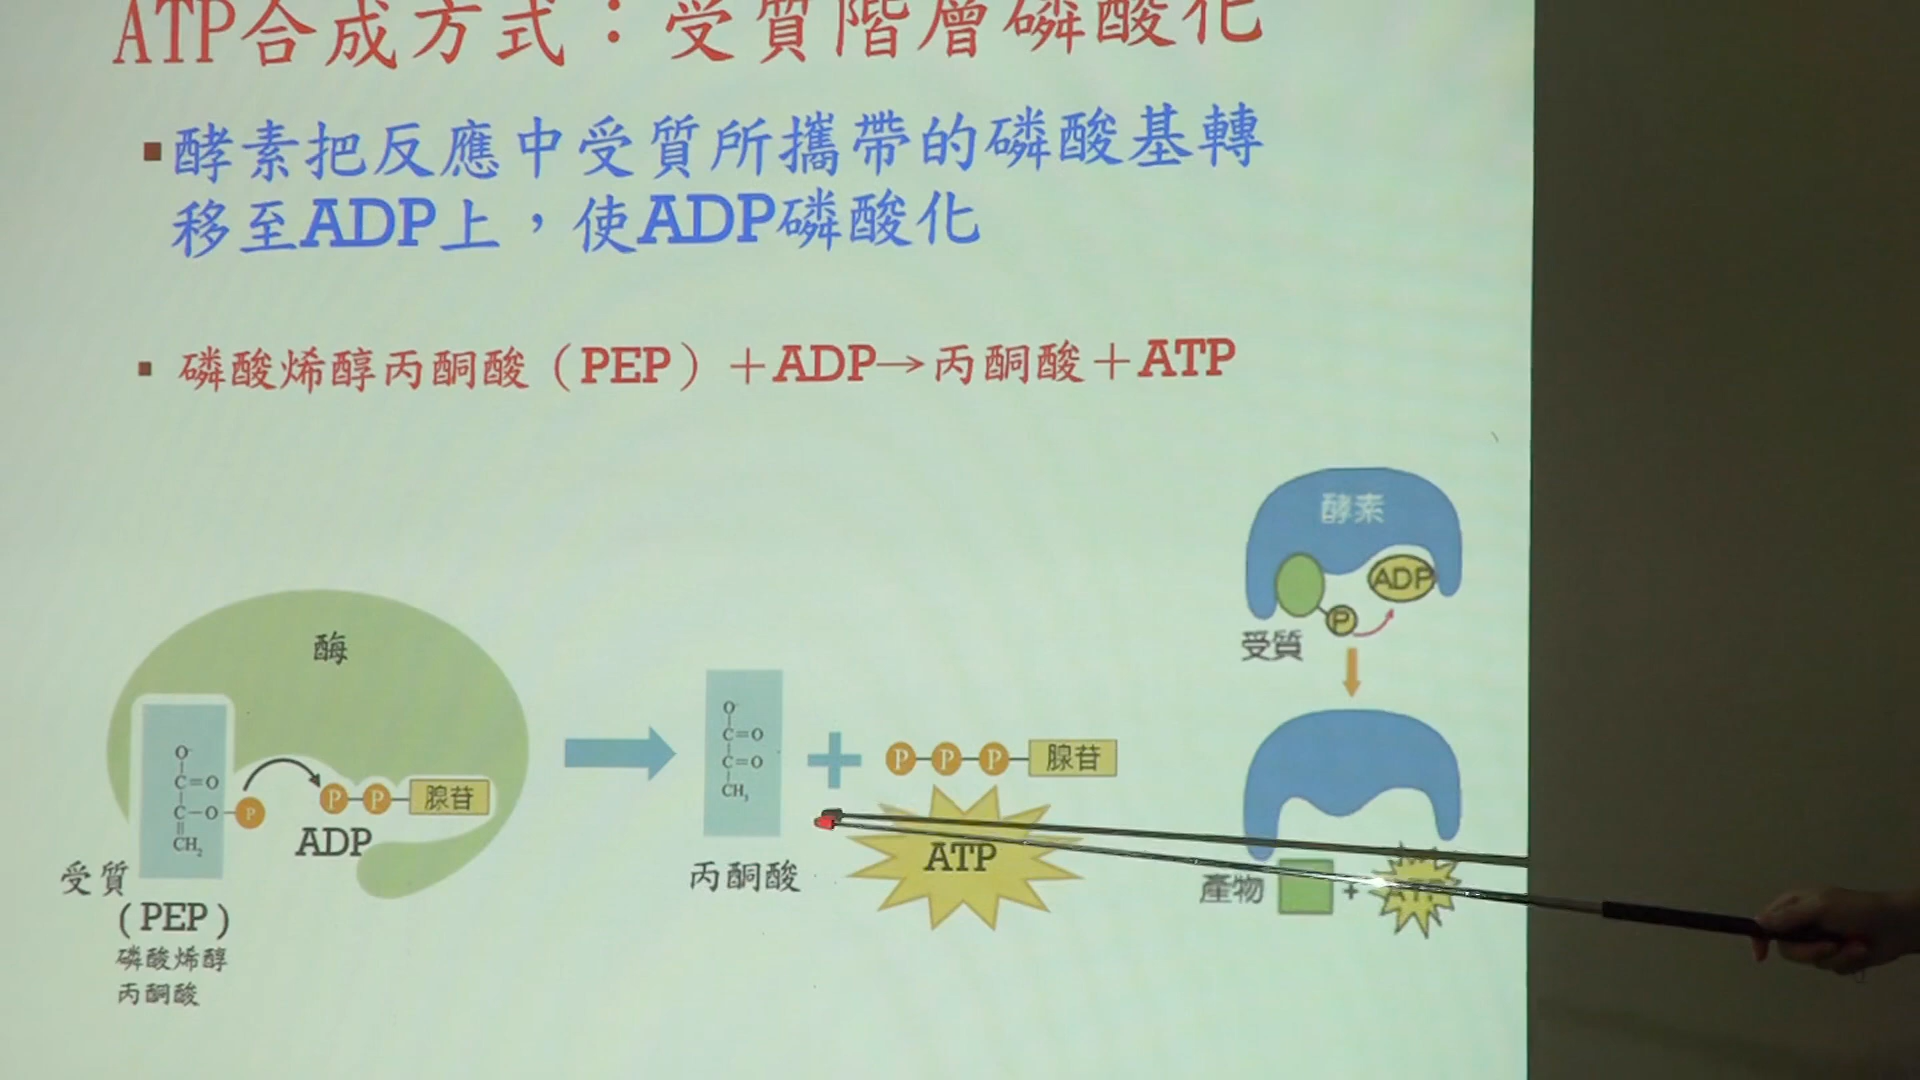 ATP合成方式：受質階層磷酸化
▪酵素把反應中受質所攜帶的磷酸基轉
移至ADP上，使ADP磷酸化
▪磷酸烯醇丙酮酸（PEP）＋ADP→丙酮酸＋ATP
酶
O⁻
C=O
C—O—P
CH₂
P—P—腺苷
ADP
受質
(PEP)
磷酸烯醇
丙酮酸
O⁻
C=O
C=O
CH₃
丙酮酸
+
P—P—P—腺苷
ATP
酵素
ADP
P
受質
產物
+